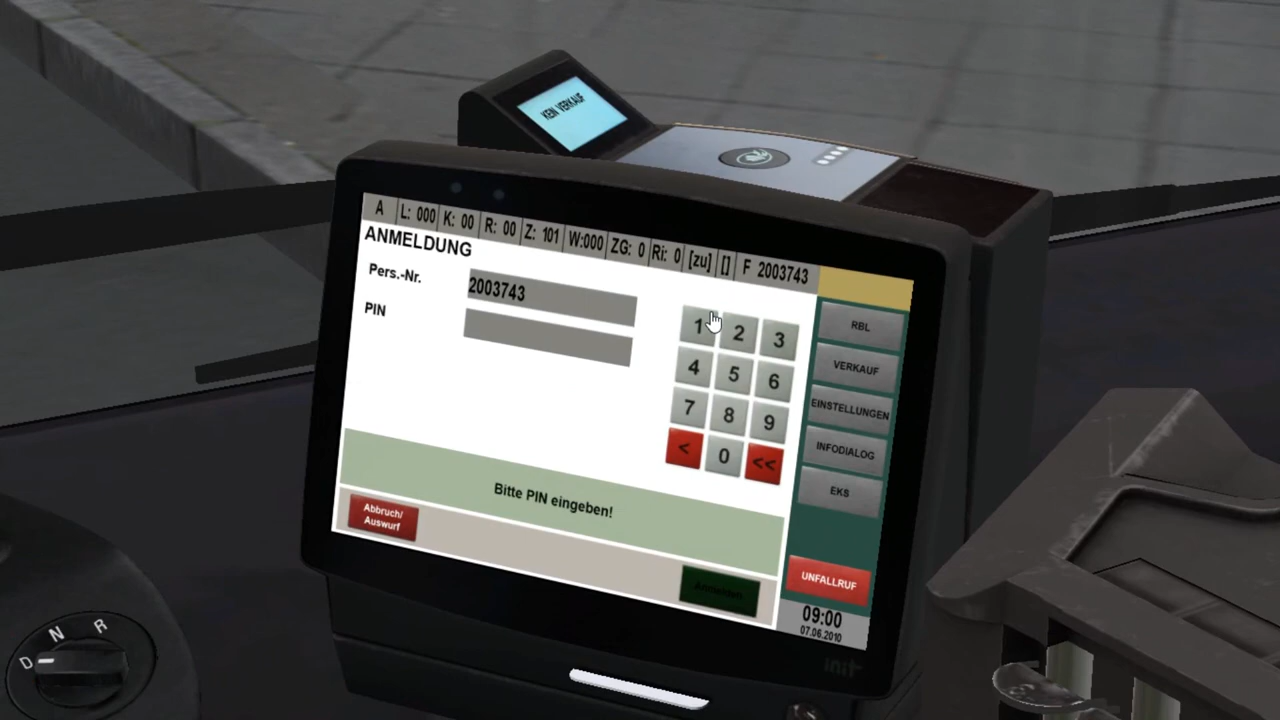 KEIN VERKAUF
A L: 000 K: 00 R: 00 Z: 101 W:000 ZG: 0 Ri: 0 [zu] [] F 2003743
ANMELDUNG
Pers.-Nr. 2003743
PIN
1 2 3
4 5 6
7 8 9
< 0 <<
RBL
VERKAUF
EINSTELLUNGEN
INFODIALOG
EKS
Bitte PIN eingeben!
Abbruch/
Auswurf
Anmelden
UNFALLRUF
09:00
07.06.2010
init
D N R